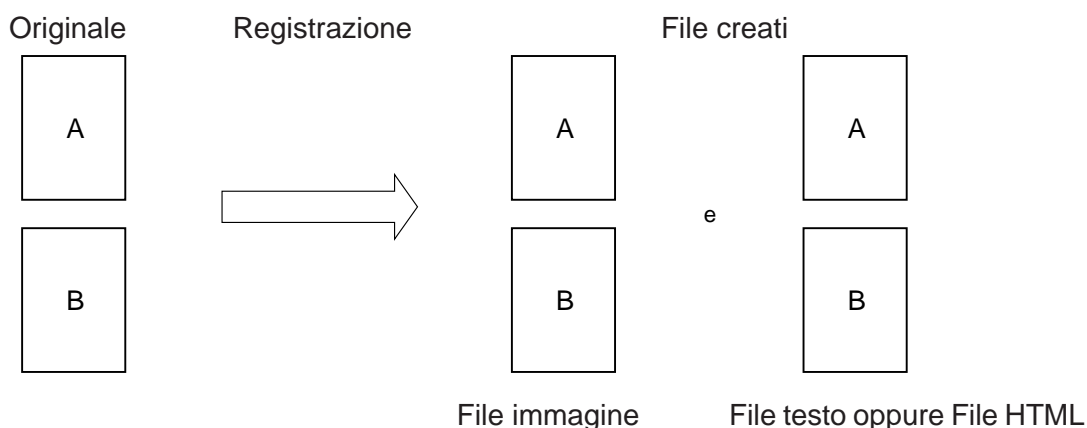 Originale Registrazione File creati
A A A
e
B B B
File immagine File testo oppure File HTML